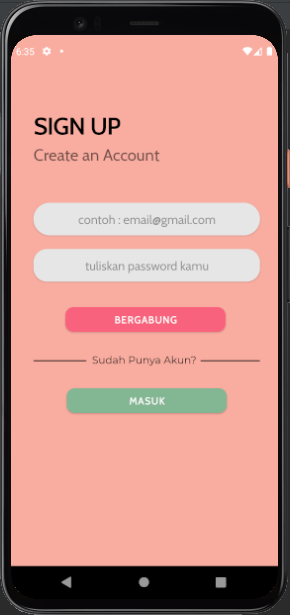 6:35
SIGN UP
Create an Account
contoh : email@gmail.com
tuliskan password kamu
BERGABUNG
Sudah Punya Akun?
MASUK